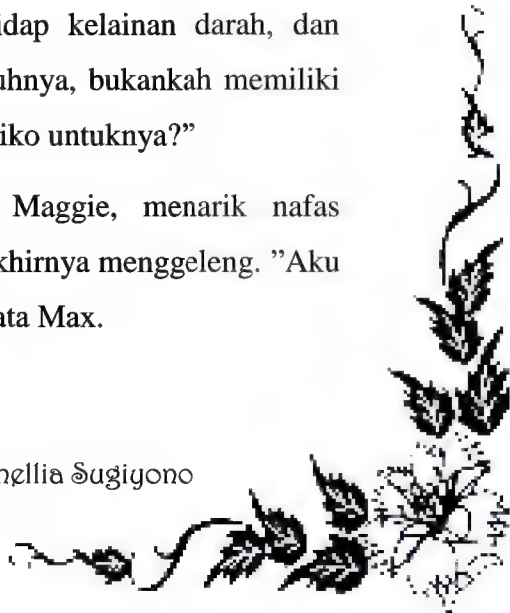 idap kelainan darah, dan
uhnya, bukankah memiliki
iko untuknya?”
Maggie, menarik nafas
khirnya menggeleng. ”Aku
ata Max.
nellia Sugiyono